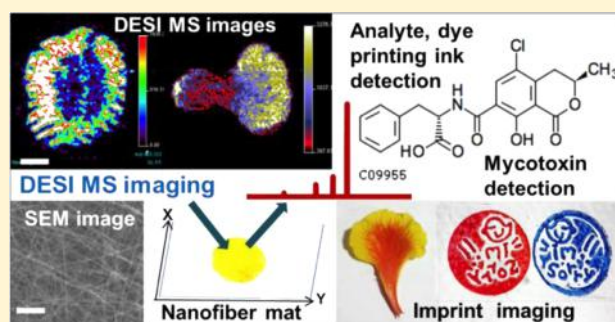 DESI MS images
Analyte, dye
printing ink
detection
Cl
CH₃
O
O
N
H
O
OH
O
HO
C09955
Mycotoxin
detection
DESI MS imaging
SEM image
X
Y
Nanofiber mat
Imprint imaging